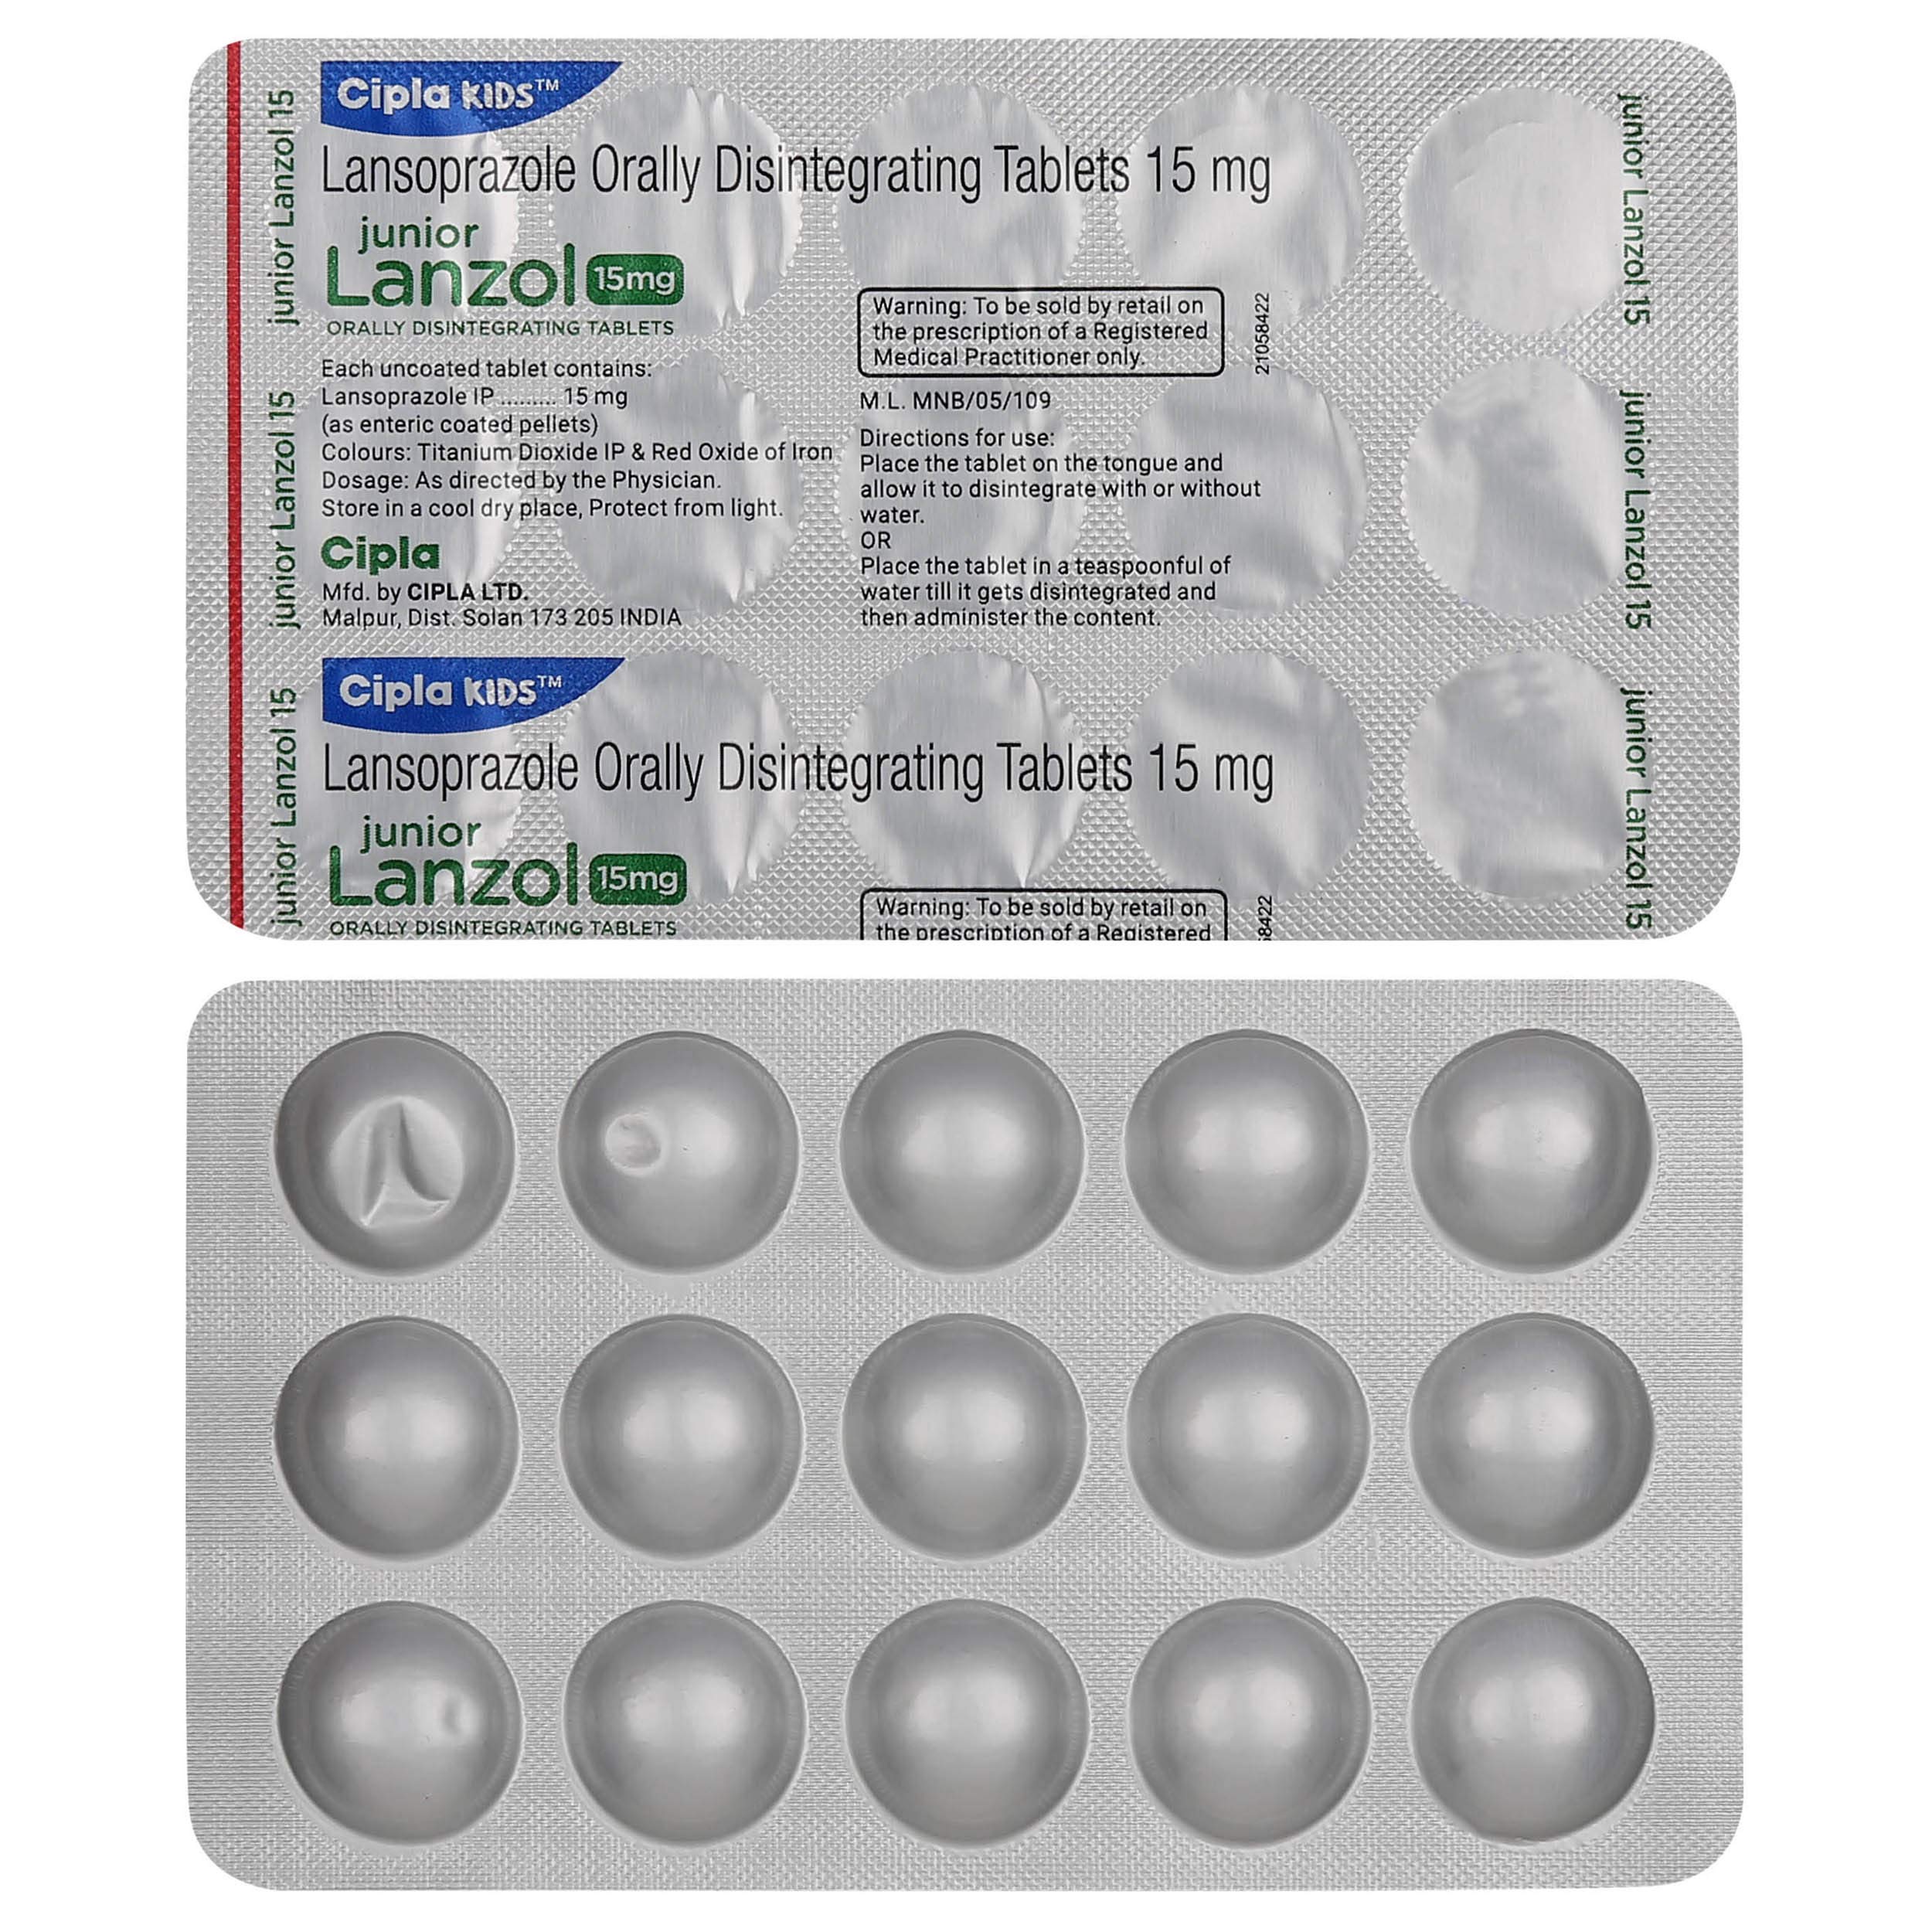 Cipla KIDS™
Lansoprazole Orally Disintegrating Tablets 15 mg
junior
Lanzol 15mg
ORALLY DISINTEGRATING TABLETS
Each uncoated tablet contains:
Lansoprazole IP ......... 15 mg
(as enteric coated pellets)
Colours: Titanium Dioxide IP & Red Oxide of Iron
Dosage: As directed by the Physician.
Store in a cool dry place, Protect from light.
Cipla
Mfd. by CIPLA LTD.
Malpur, Dist. Solan 173 205 INDIA
Warning: To be sold by retail on
the prescription of a Registered
Medical Practitioner only.
21058422
M.L. MNB/05/109
Directions for use:
Place the tablet on the tongue and
allow it to disintegrate with or without
water.
OR
Place the tablet in a teaspoonful of
water till it gets disintegrated and
then administer the content.
Cipla KIDS™
Lansoprazole Orally Disintegrating Tablets 15 mg
junior
Lanzol 15mg
ORALLY DISINTEGRATING TABLETS
Warning: To be sold by retail on
the prescription of a Registered
58422
junior Lanzol 15
junior Lanzol 15
junior Lanzol 15
junior Lanzol 15
junior Lanzol 15
junior Lanzol 15